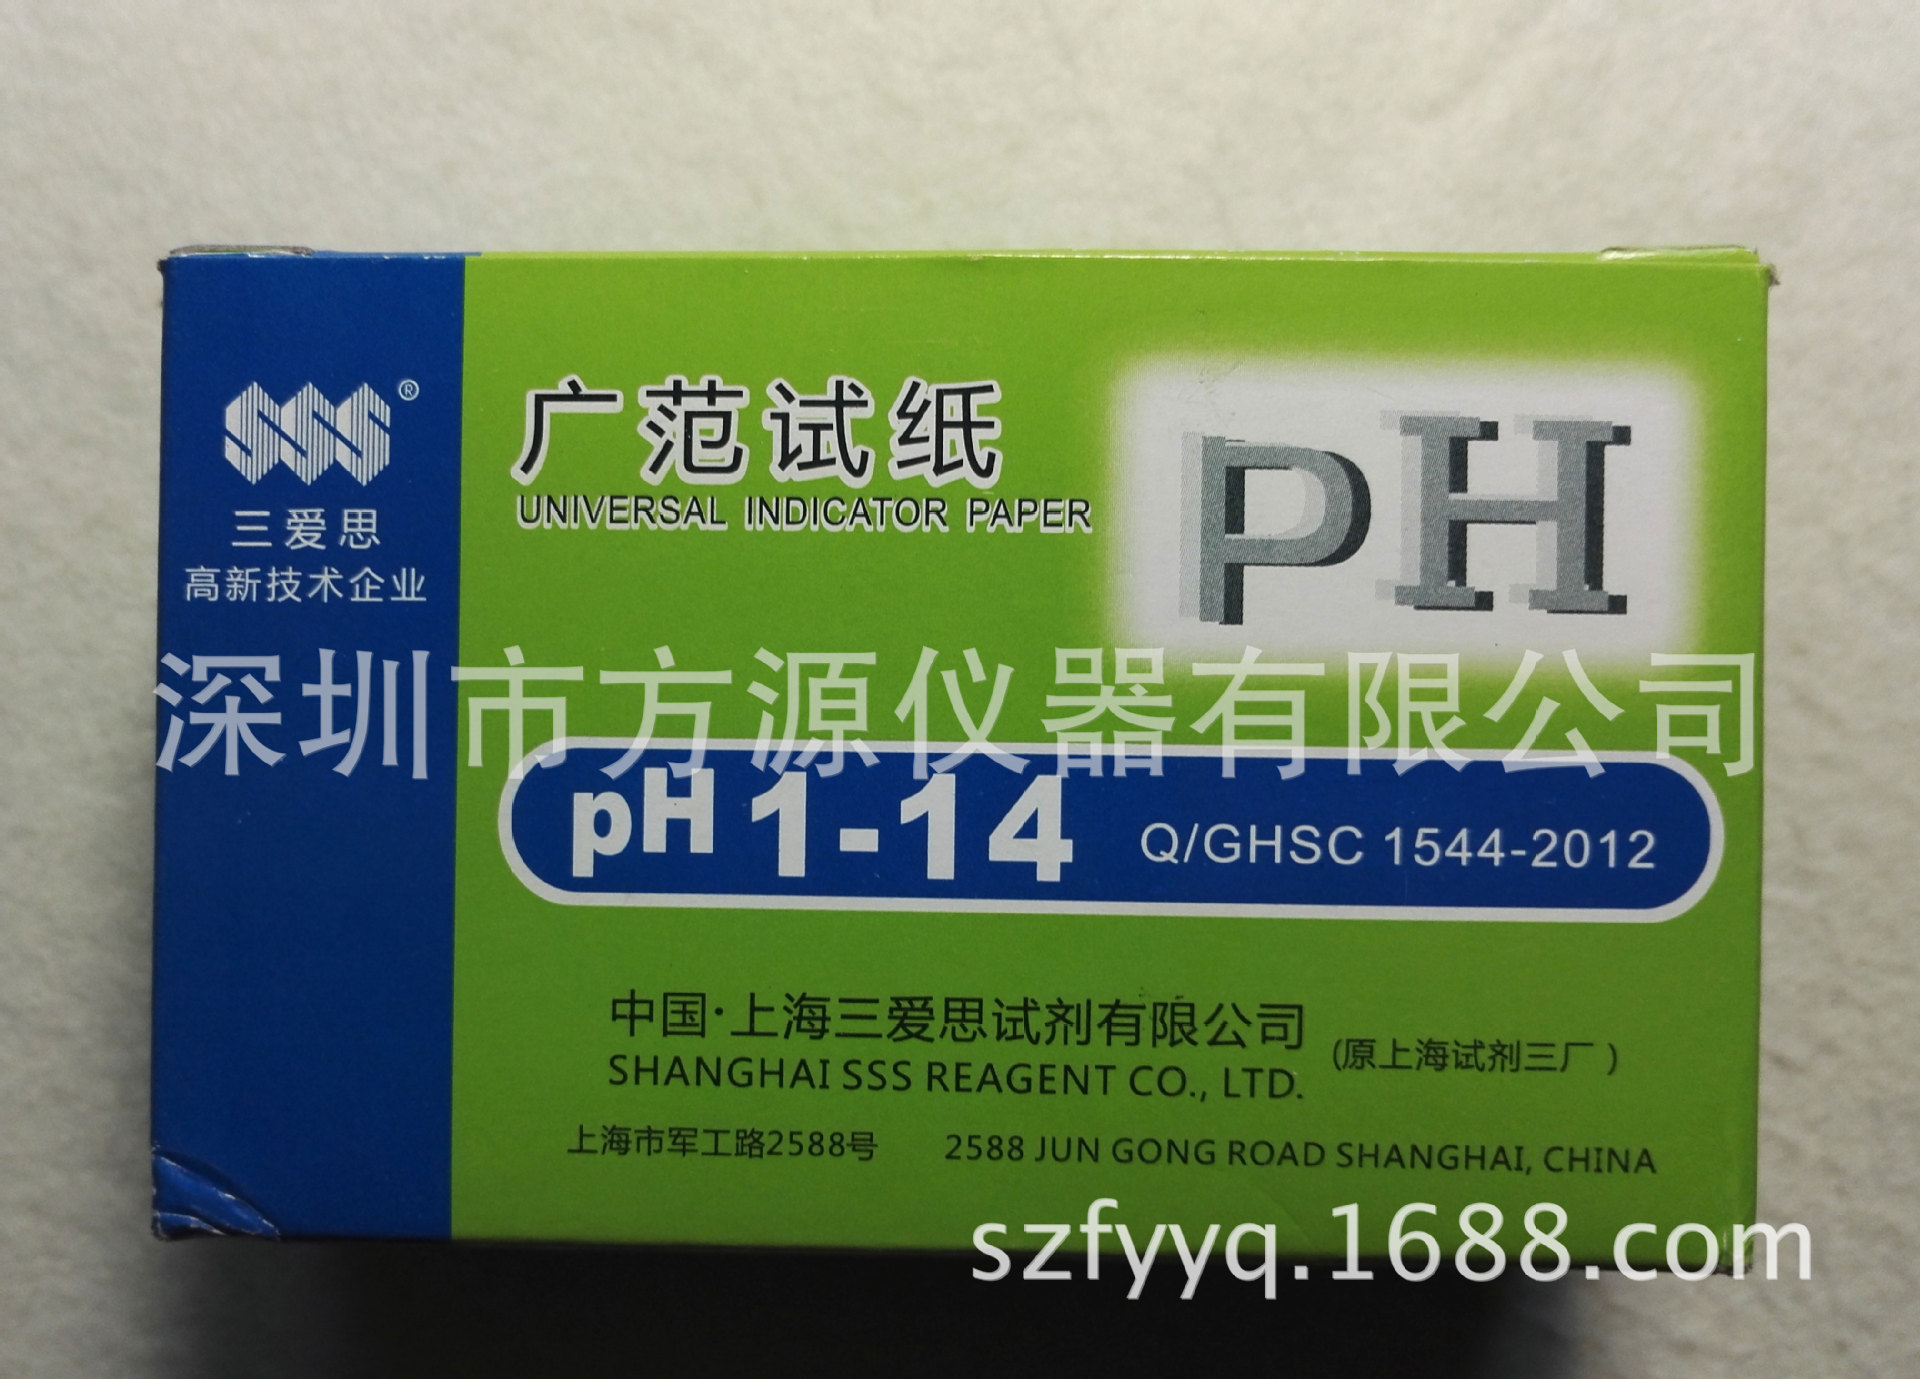 SSS®
三爱思
高新技术企业
广范试纸
UNIVERSAL INDICATOR PAPER
PH
深圳市方源仪器有限公司
pH 1-14 Q/GHSC 1544-2012
中国·上海三爱思试剂有限公司
(原上海试剂三厂)
SHANGHAI SSS REAGENT CO., LTD.
上海市军工路2588号 2588 JUN GONG ROAD SHANGHAI, CHINA
szfyyq.1688.com